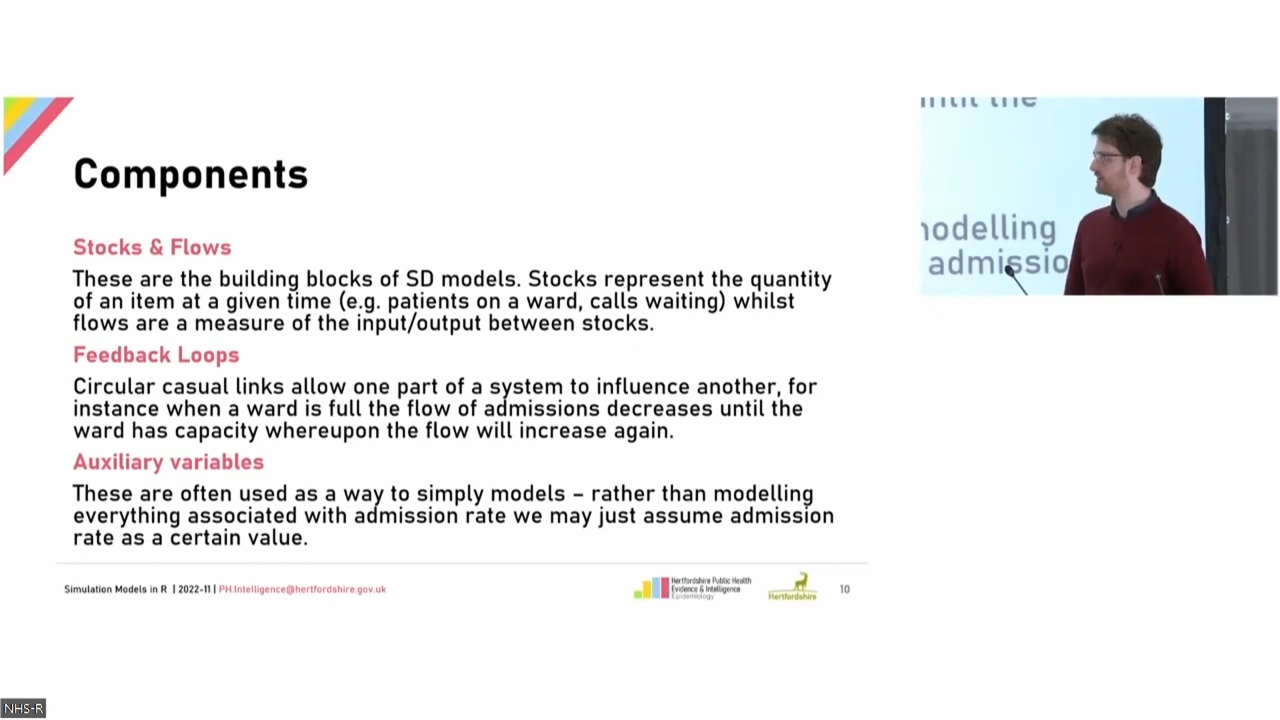 Components
Stocks & Flows
These are the building blocks of SD models. Stocks represent the quantity
of an item at a given time (e.g. patients on a ward, calls waiting) whilst
flows are a measure of the input/output between stocks.
Feedback Loops
Circular casual links allow one part of a system to influence another, for
instance when a ward is full the flow of admissions decreases until the
ward has capacity whereupon the flow will increase again.
Auxiliary variables
These are often used as a way to simply models – rather than modelling
everything associated with admission rate we may just assume admission
rate as a certain value.
Simulation Models in R | 2022-11 | PH.Intelligence@hertfordshire.gov.uk
Hertfordshire Public Health
Evidence & Intelligence
Epidemiology
Hertfordshire
10
until the
modelling
admissio
NHS-R